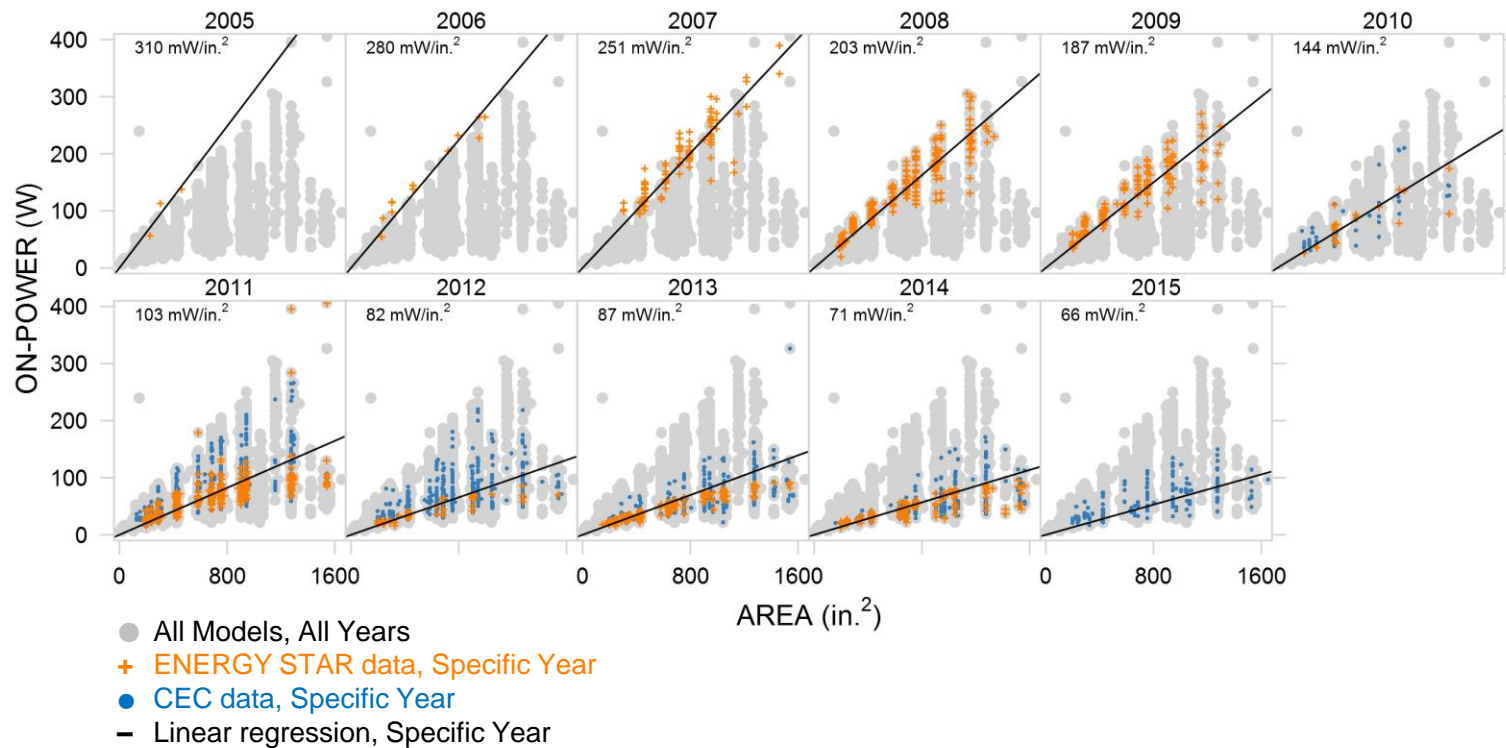 2005 2006 2007 2008 2009 2010
400 310 mW/in.² 280 mW/in.² 251 mW/in.² 203 mW/in.² 187 mW/in.² 144 mW/in.²
300
200
100
0
2011 2012 2013 2014 2015
400 103 mW/in.² 82 mW/in.² 87 mW/in.² 71 mW/in.² 66 mW/in.²
300
200
100
0
ON-POWER (W)
0 800 1600 0 800 1600 0 800 1600
AREA (in.²)
All Models, All Years
ENERGY STAR data, Specific Year
CEC data, Specific Year
Linear regression, Specific Year